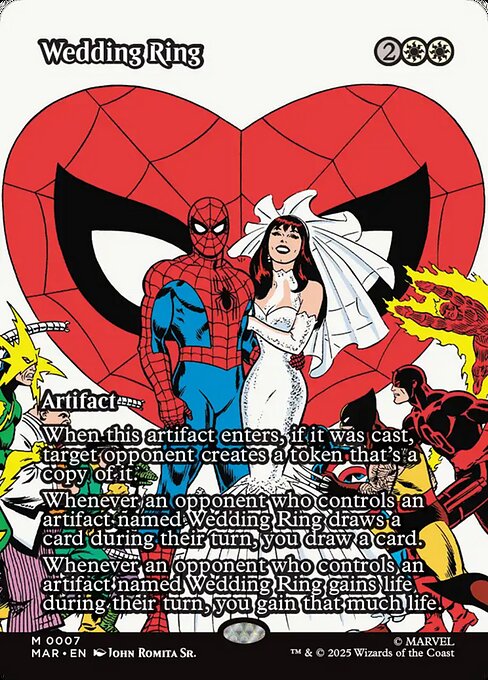 Wedding Ring
2
Artifact
When this artifact enters, if it was cast,
target opponent creates a token that's a
copy of it.
Whenever an opponent who controls an
artifact named Wedding Ring draws a
card during their turn, you draw a card.
Whenever an opponent who controls an
artifact named Wedding Ring gains life
during their turn, you gain that much life.
M 0007
MAR • EN John Romita Sr.
© MARVEL
™ & © 2025 Wizards of the Coast